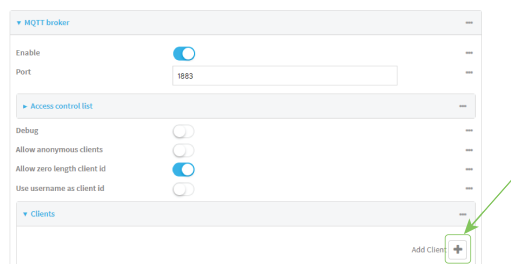 ▾ MQTT broker
Enable
Port 1883
▸ Access control list
Debug
Allow anonymous clients
Allow zero length client id
Use username as client id
▾ Clients
Add Client